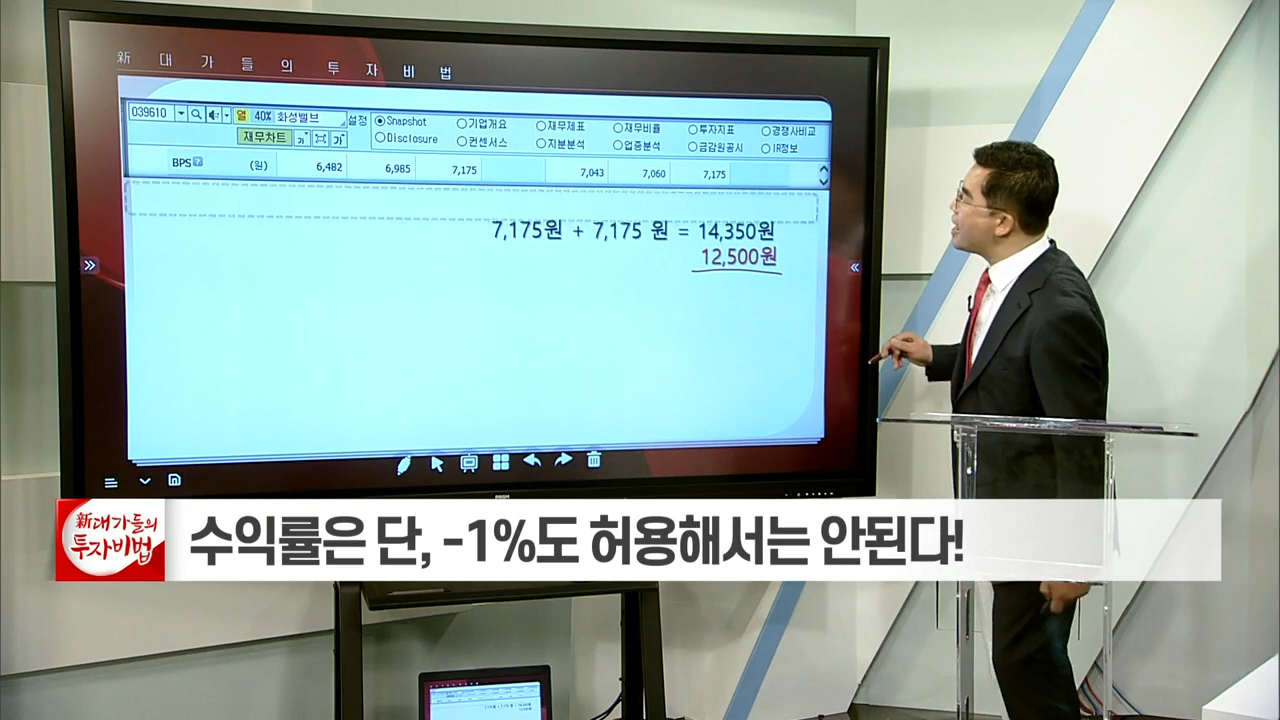 新 대 가 들 의 투 자 비 법
039610 열 40% 화성밸브 설정
Snapshot 기업개요 재무제표 재무비율 투자지표 경쟁사비교
재무차트 Disclosure 컨센서스 지분분석 업종분석 금감원공시 IR정보
BPS (원) 6,482 6,985 7,175 7,043 7,060 7,175
7,175원 + 7,175 원 = 14,350원
12,500원
新대가들의
투자비법
수익률은 단, -1%도 허용해서는 안된다!